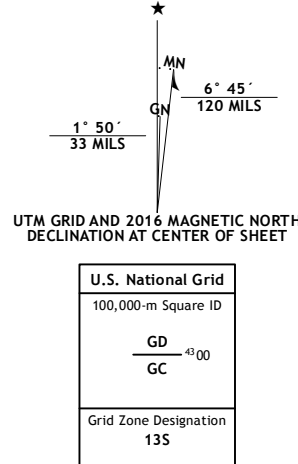 ★
MN
6° 45´
120 MILS
GN
1° 50´
33 MILS
UTM GRID AND 2016 MAGNETIC NORTH
DECLINATION AT CENTER OF SHEET
U.S. National Grid
100,000-m Square ID
GD
4300
GC
Grid Zone Designation
13S